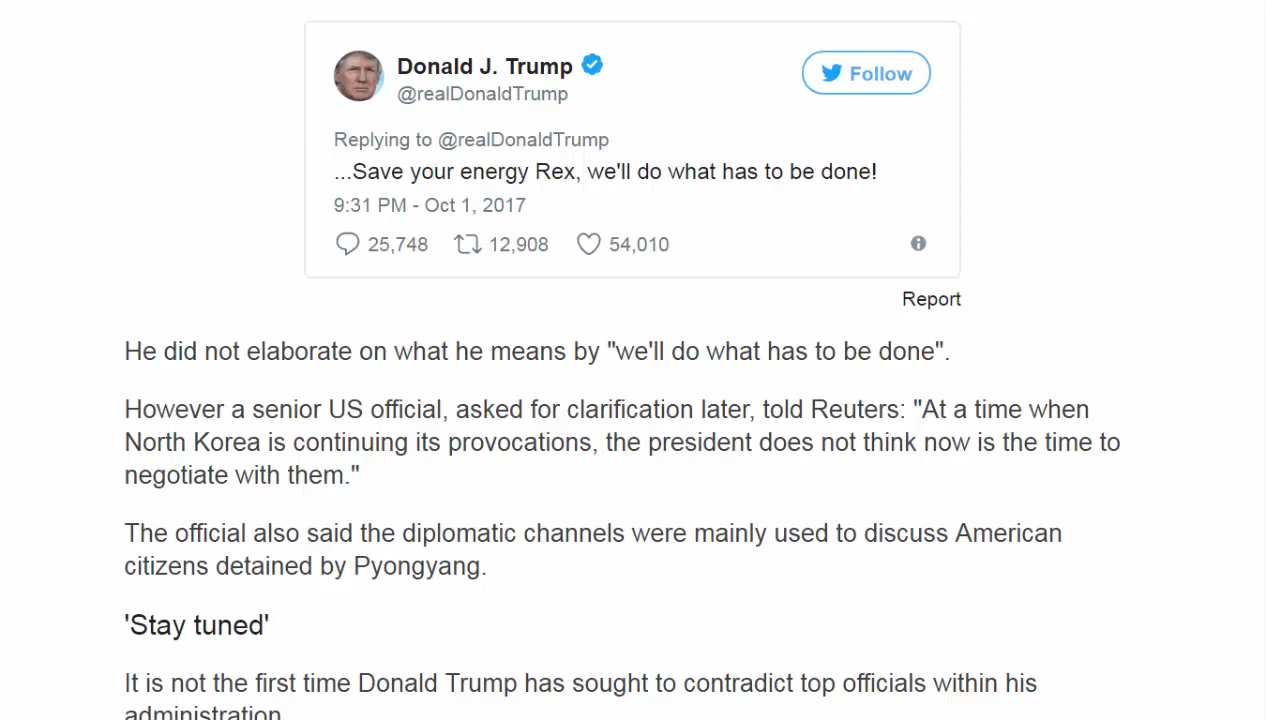 Donald J. Trump
@realDonaldTrump
Follow
Replying to @realDonaldTrump
...Save your energy Rex, we'll do what has to be done!
9:31 PM - Oct 1, 2017
25,748 12,908 54,010
Report
He did not elaborate on what he means by "we'll do what has to be done".
However a senior US official, asked for clarification later, told Reuters: "At a time when
North Korea is continuing its provocations, the president does not think now is the time to
negotiate with them."
The official also said the diplomatic channels were mainly used to discuss American
citizens detained by Pyongyang.
'Stay tuned'
It is not the first time Donald Trump has sought to contradict top officials within his
administration